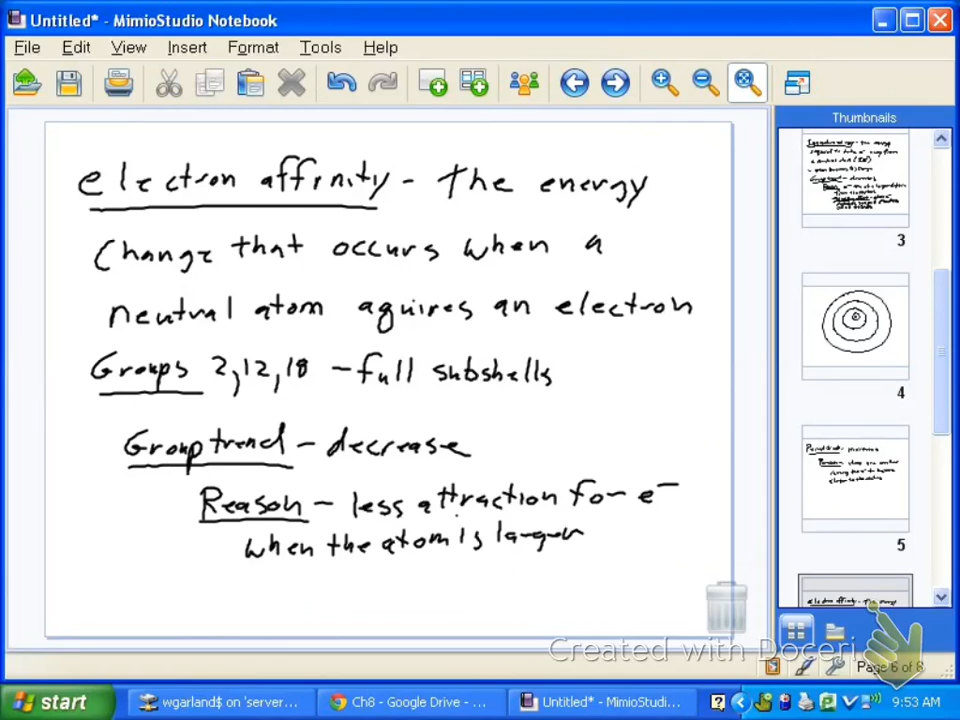 Untitled* - MimioStudio Notebook
File Edit View Insert Format Tools Help
Thumbnails
electron affinity - The energy
change that occurs when a
neutral atom aquires an electron
Groups 2,12,18 - full subshells
Group trend - decrease
Reason - less attraction for e⁻
when the atom is larger
3
4
5
Created with Doceri
Page 6 of 8
start
wgarland$ on 'server...
Ch8 - Google Drive - ...
Untitled* - MimioStudi...
9:53 AM